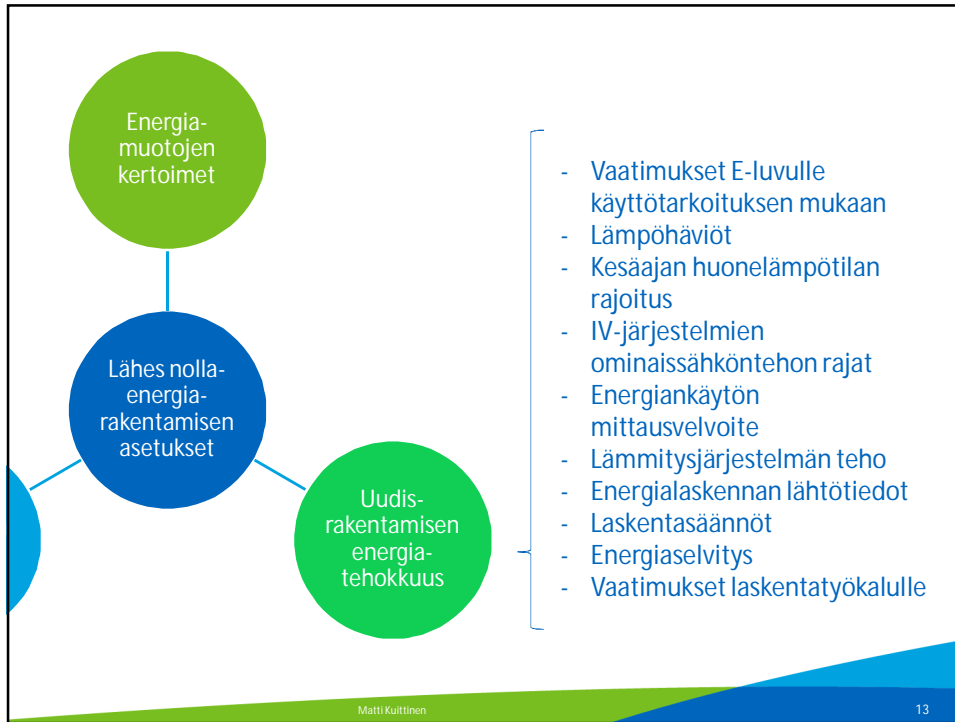 Energia-
muotojen
kertoimet
Lähes nolla-
energia-
rakentamisen
asetukset
Uudis-
rakentamisen
energia-
tehokkuus
- Vaatimukset E-luvulle
käyttötarkoituksen mukaan
- Lämpöhäviöt
- Kesäajan huonelämpötilan
rajoitus
- IV-järjestelmien
ominaissähköntehon rajat
- Energiankäytön
mittausvelvoite
- Lämmitysjärjestelmän teho
- Energialaskennan lähtötiedot
- Laskentasäännöt
- Energiaselvitys
- Vaatimukset laskentatyökalulle
Matti Kuittinen
13